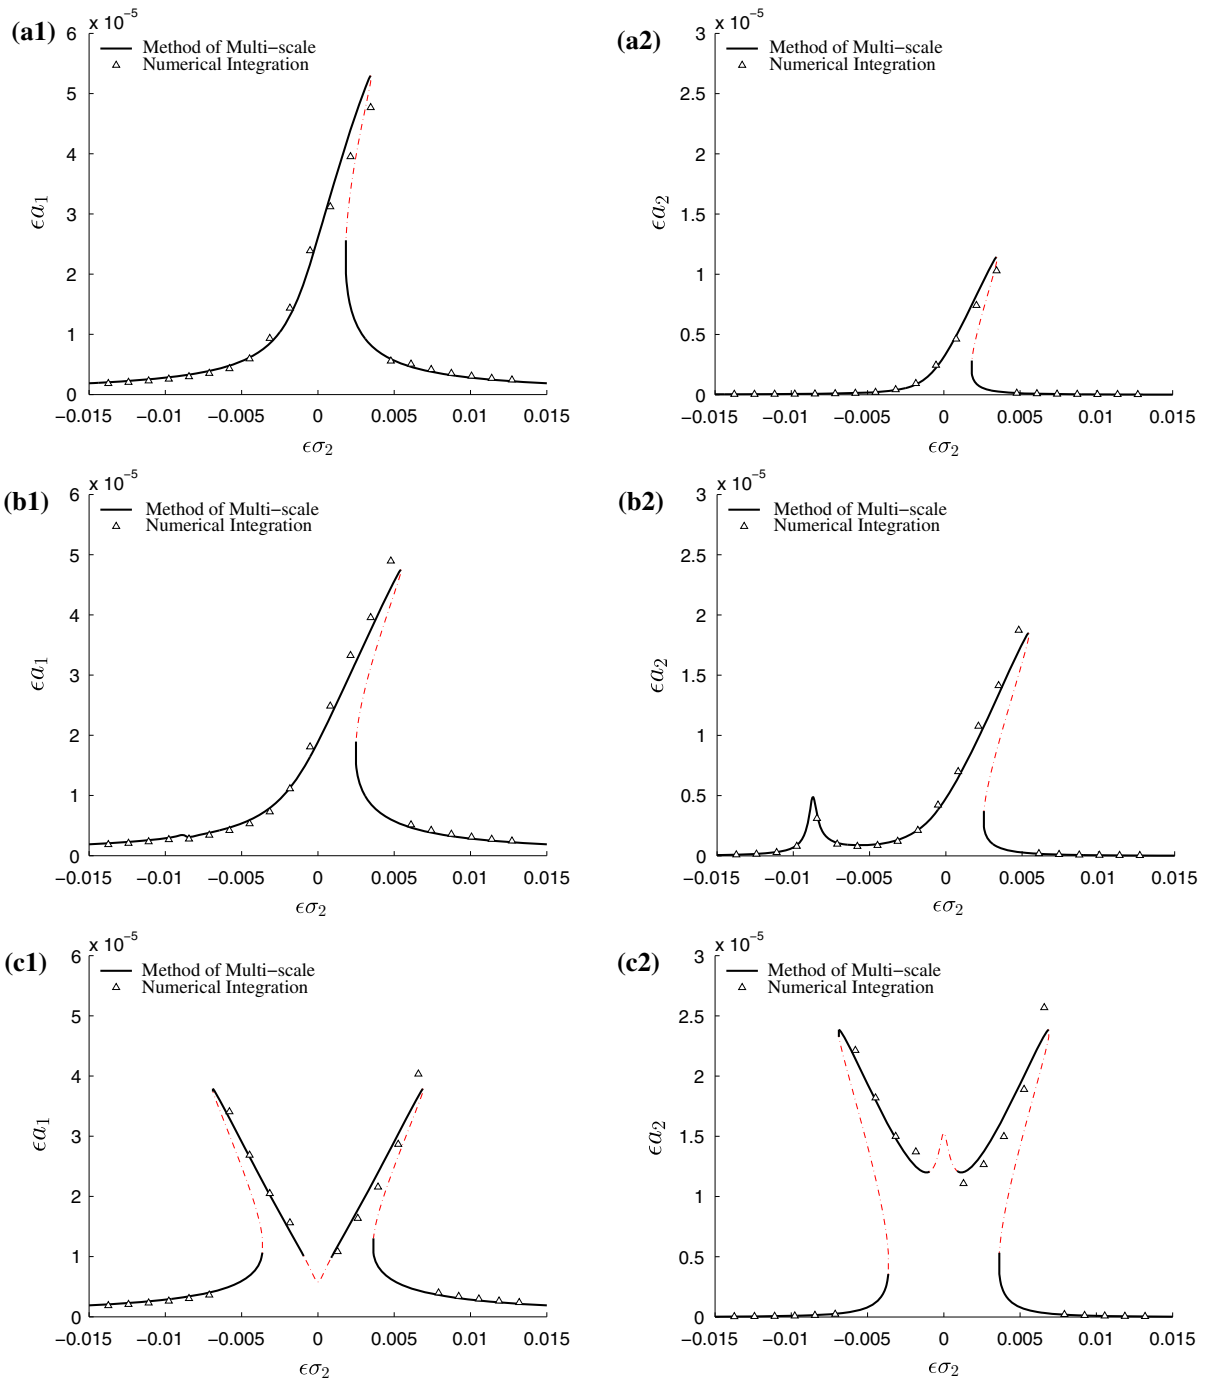 (a1)
x 10⁻⁵
Method of Multi−scale
Numerical Integration
6
5
4
3
2
1
0
ϵa₁
−0.015 −0.01 −0.005 0 0.005 0.01 0.015
ϵσ₂
(a2)
x 10⁻⁵
Method of Multi−scale
Numerical Integration
3
2.5
2
1.5
1
0.5
0
ϵa₂
−0.015 −0.01 −0.005 0 0.005 0.01 0.015
ϵσ₂
(b1)
x 10⁻⁵
Method of Multi−scale
Numerical Integration
6
5
4
3
2
1
0
ϵa₁
−0.015 −0.01 −0.005 0 0.005 0.01 0.015
ϵσ₂
(b2)
x 10⁻⁵
Method of Multi−scale
Numerical Integration
3
2.5
2
1.5
1
0.5
0
ϵa₂
−0.015 −0.01 −0.005 0 0.005 0.01 0.015
ϵσ₂
(c1)
x 10⁻⁵
Method of Multi−scale
Numerical Integration
6
5
4
3
2
1
0
ϵa₁
−0.015 −0.01 −0.005 0 0.005 0.01 0.015
ϵσ₂
(c2)
x 10⁻⁵
Method of Multi−scale
Numerical Integration
3
2.5
2
1.5
1
0.5
0
ϵa₂
−0.015 −0.01 −0.005 0 0.005 0.01 0.015
ϵσ₂